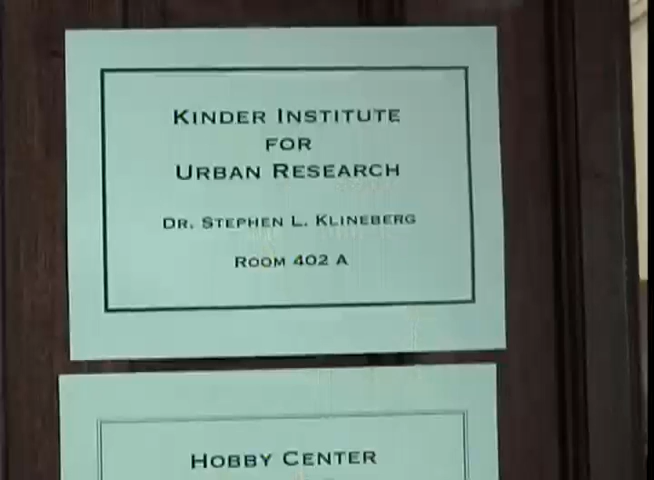 KINDER INSTITUTE
FOR
URBAN RESEARCH
DR. STEPHEN L. KLINEBERG
ROOM 402 A
HOBBY CENTER